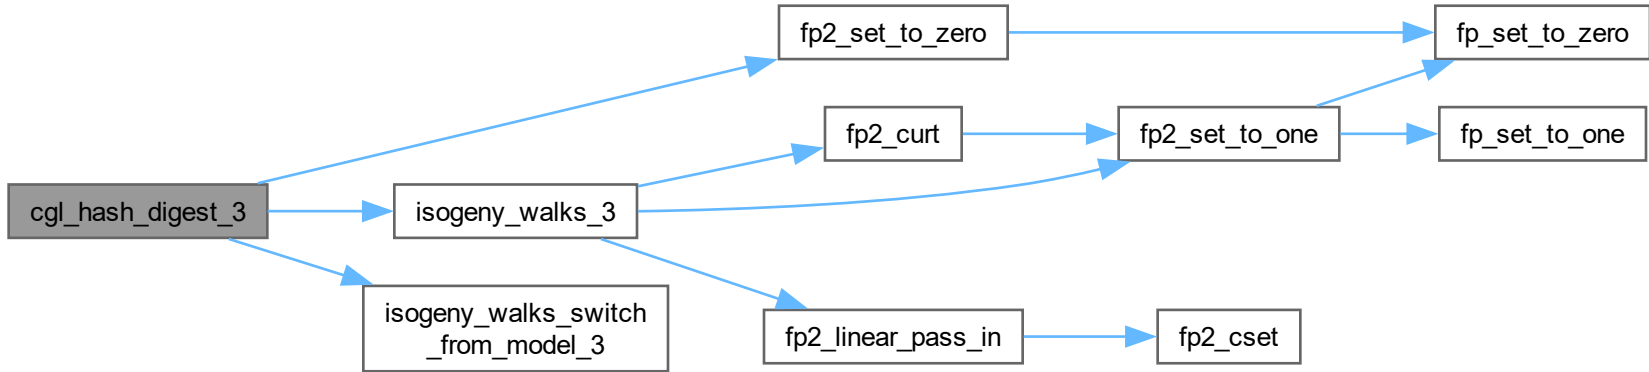 fp2_set_to_zero
fp_set_to_zero
fp2_curt
fp2_set_to_one
fp_set_to_one
cgl_hash_digest_3
isogeny_walks_3
isogeny_walks_switch
_from_model_3
fp2_linear_pass_in
fp2_cset